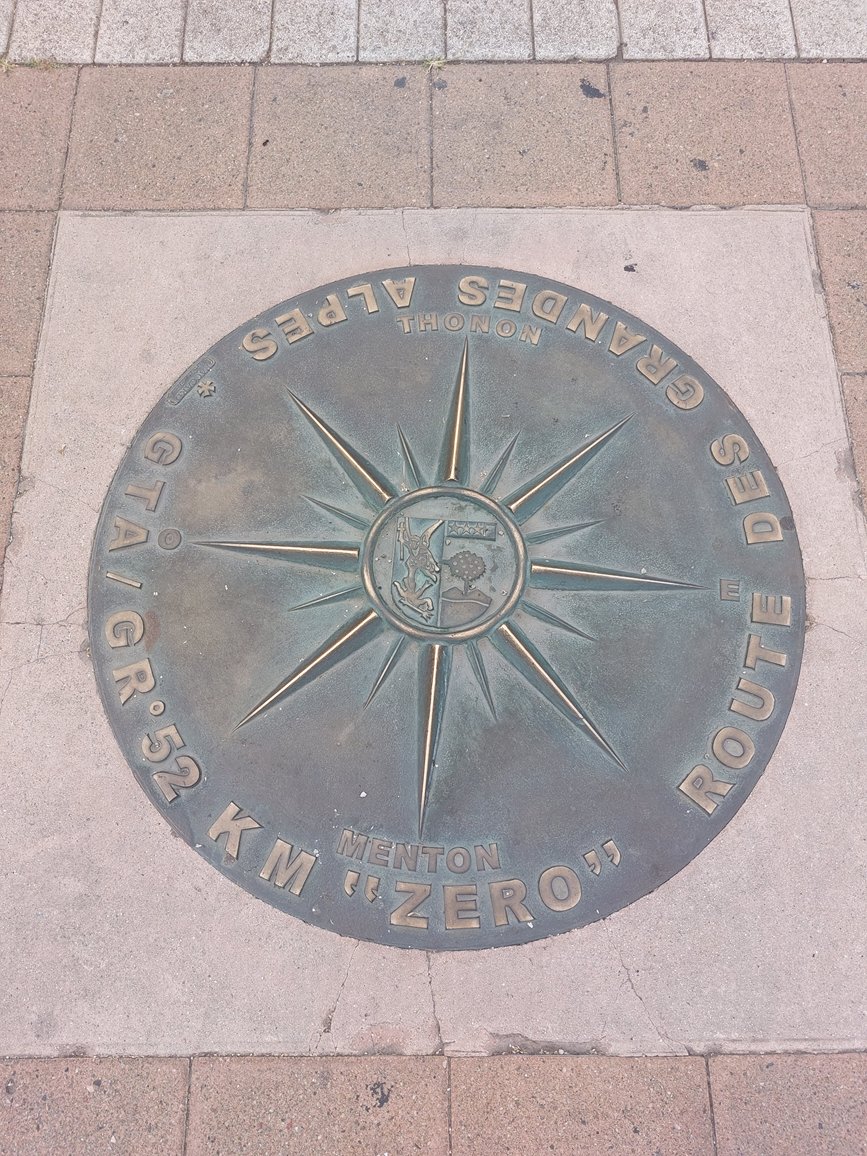 ROUTE DES GRANDES ALPES
THONON
GTA/GR°52
O
E
MENTON
KM "ZERO"